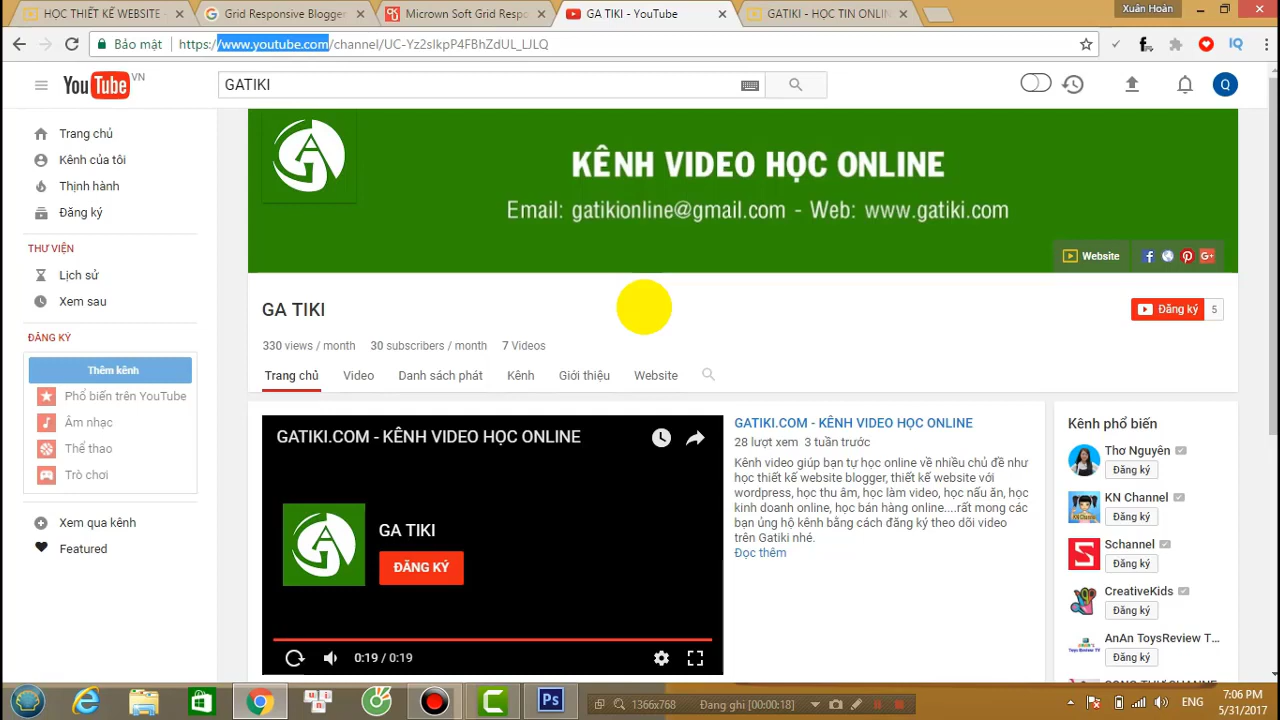 HỌC THIẾT KẾ WEBSITE -
Grid Responsive Blogger
Micrown Soft Grid Respo
GA TIKI - YouTube
GATIKI - HỌC TIN ONLIN
Xuân Hoàn
Bảo mật
https://www.youtube.com/channel/UC-Yz2sIkpP4FBhZdUL_LJLQ
IQ
YouTube VN
GATIKI
Q
Trang chủ
Kênh của tôi
Thịnh hành
Đăng ký
THƯ VIỆN
Lịch sử
Xem sau
ĐĂNG KÝ
Thêm kênh
Phổ biến trên YouTube
Âm nhạc
Thể thao
Trò chơi
Xem qua kênh
Featured
KÊNH VIDEO HỌC ONLINE
Email: gatikionline@gmail.com - Web: www.gatiki.com
Website
GA TIKI
Đăng ký 5
330 views / month
30 subscribers / month
7 Videos
Trang chủ
Video
Danh sách phát
Kênh
Giới thiệu
Website
GATIKI.COM - KÊNH VIDEO HỌC ONLINE
GA TIKI
ĐĂNG KÝ
0:19 / 0:19
GATIKI.COM - KÊNH VIDEO HỌC ONLINE
28 lượt xem 3 tuần trước
Kênh video giúp bạn tự học online về nhiều chủ đề như
học thiết kế website blogger, thiết kế website với
wordpress, học thu âm, học làm video, học nấu ăn, học
kinh doanh online, học bán hàng online....rất mong các
bạn ủng hộ kênh bằng cách đăng ký theo dõi video
trên Gatiki nhé.
Đọc thêm
Kênh phổ biến
Thơ Nguyên
Đăng ký
KN Channel
Đăng ký
Schannel
Đăng ký
CreativeKids
Đăng ký
AnAn ToysReview T...
Đăng ký
Ps
1366x768
Đang ghi [00:00:18]
ENG
7:06 PM
5/31/2017